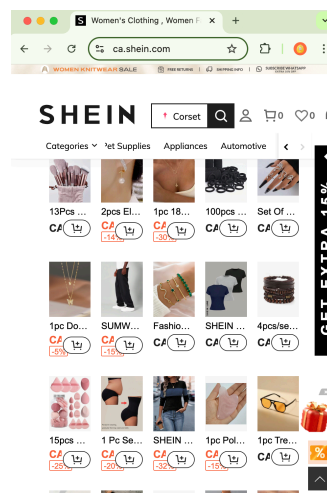 Women's Clothing , Women F
ca.shein.com
WOMEN KNITWEAR SALE FREE RETURNS SHIPPING INFO SUBSCRIBE WHATSAPP
SHEIN Corset 0 0
Categories Pet Supplies Appliances Automotive
13Pcs ... 2pcs El... 1pc 18... 100pcs ... Set Of ...
CA CA CA CA CA
-14% -30%
1pc Do... SUMW... Fashio... SHEIN ... 4pcs/se...
CA CA CA CA CA
-5% -15%
15pcs ... 1 Pc Se... SHEIN ... 1pc Pol... 1pc Tre...
CA CA CA CA CA
-25% -20% -32% -15%
GET EXTRA 15%
%